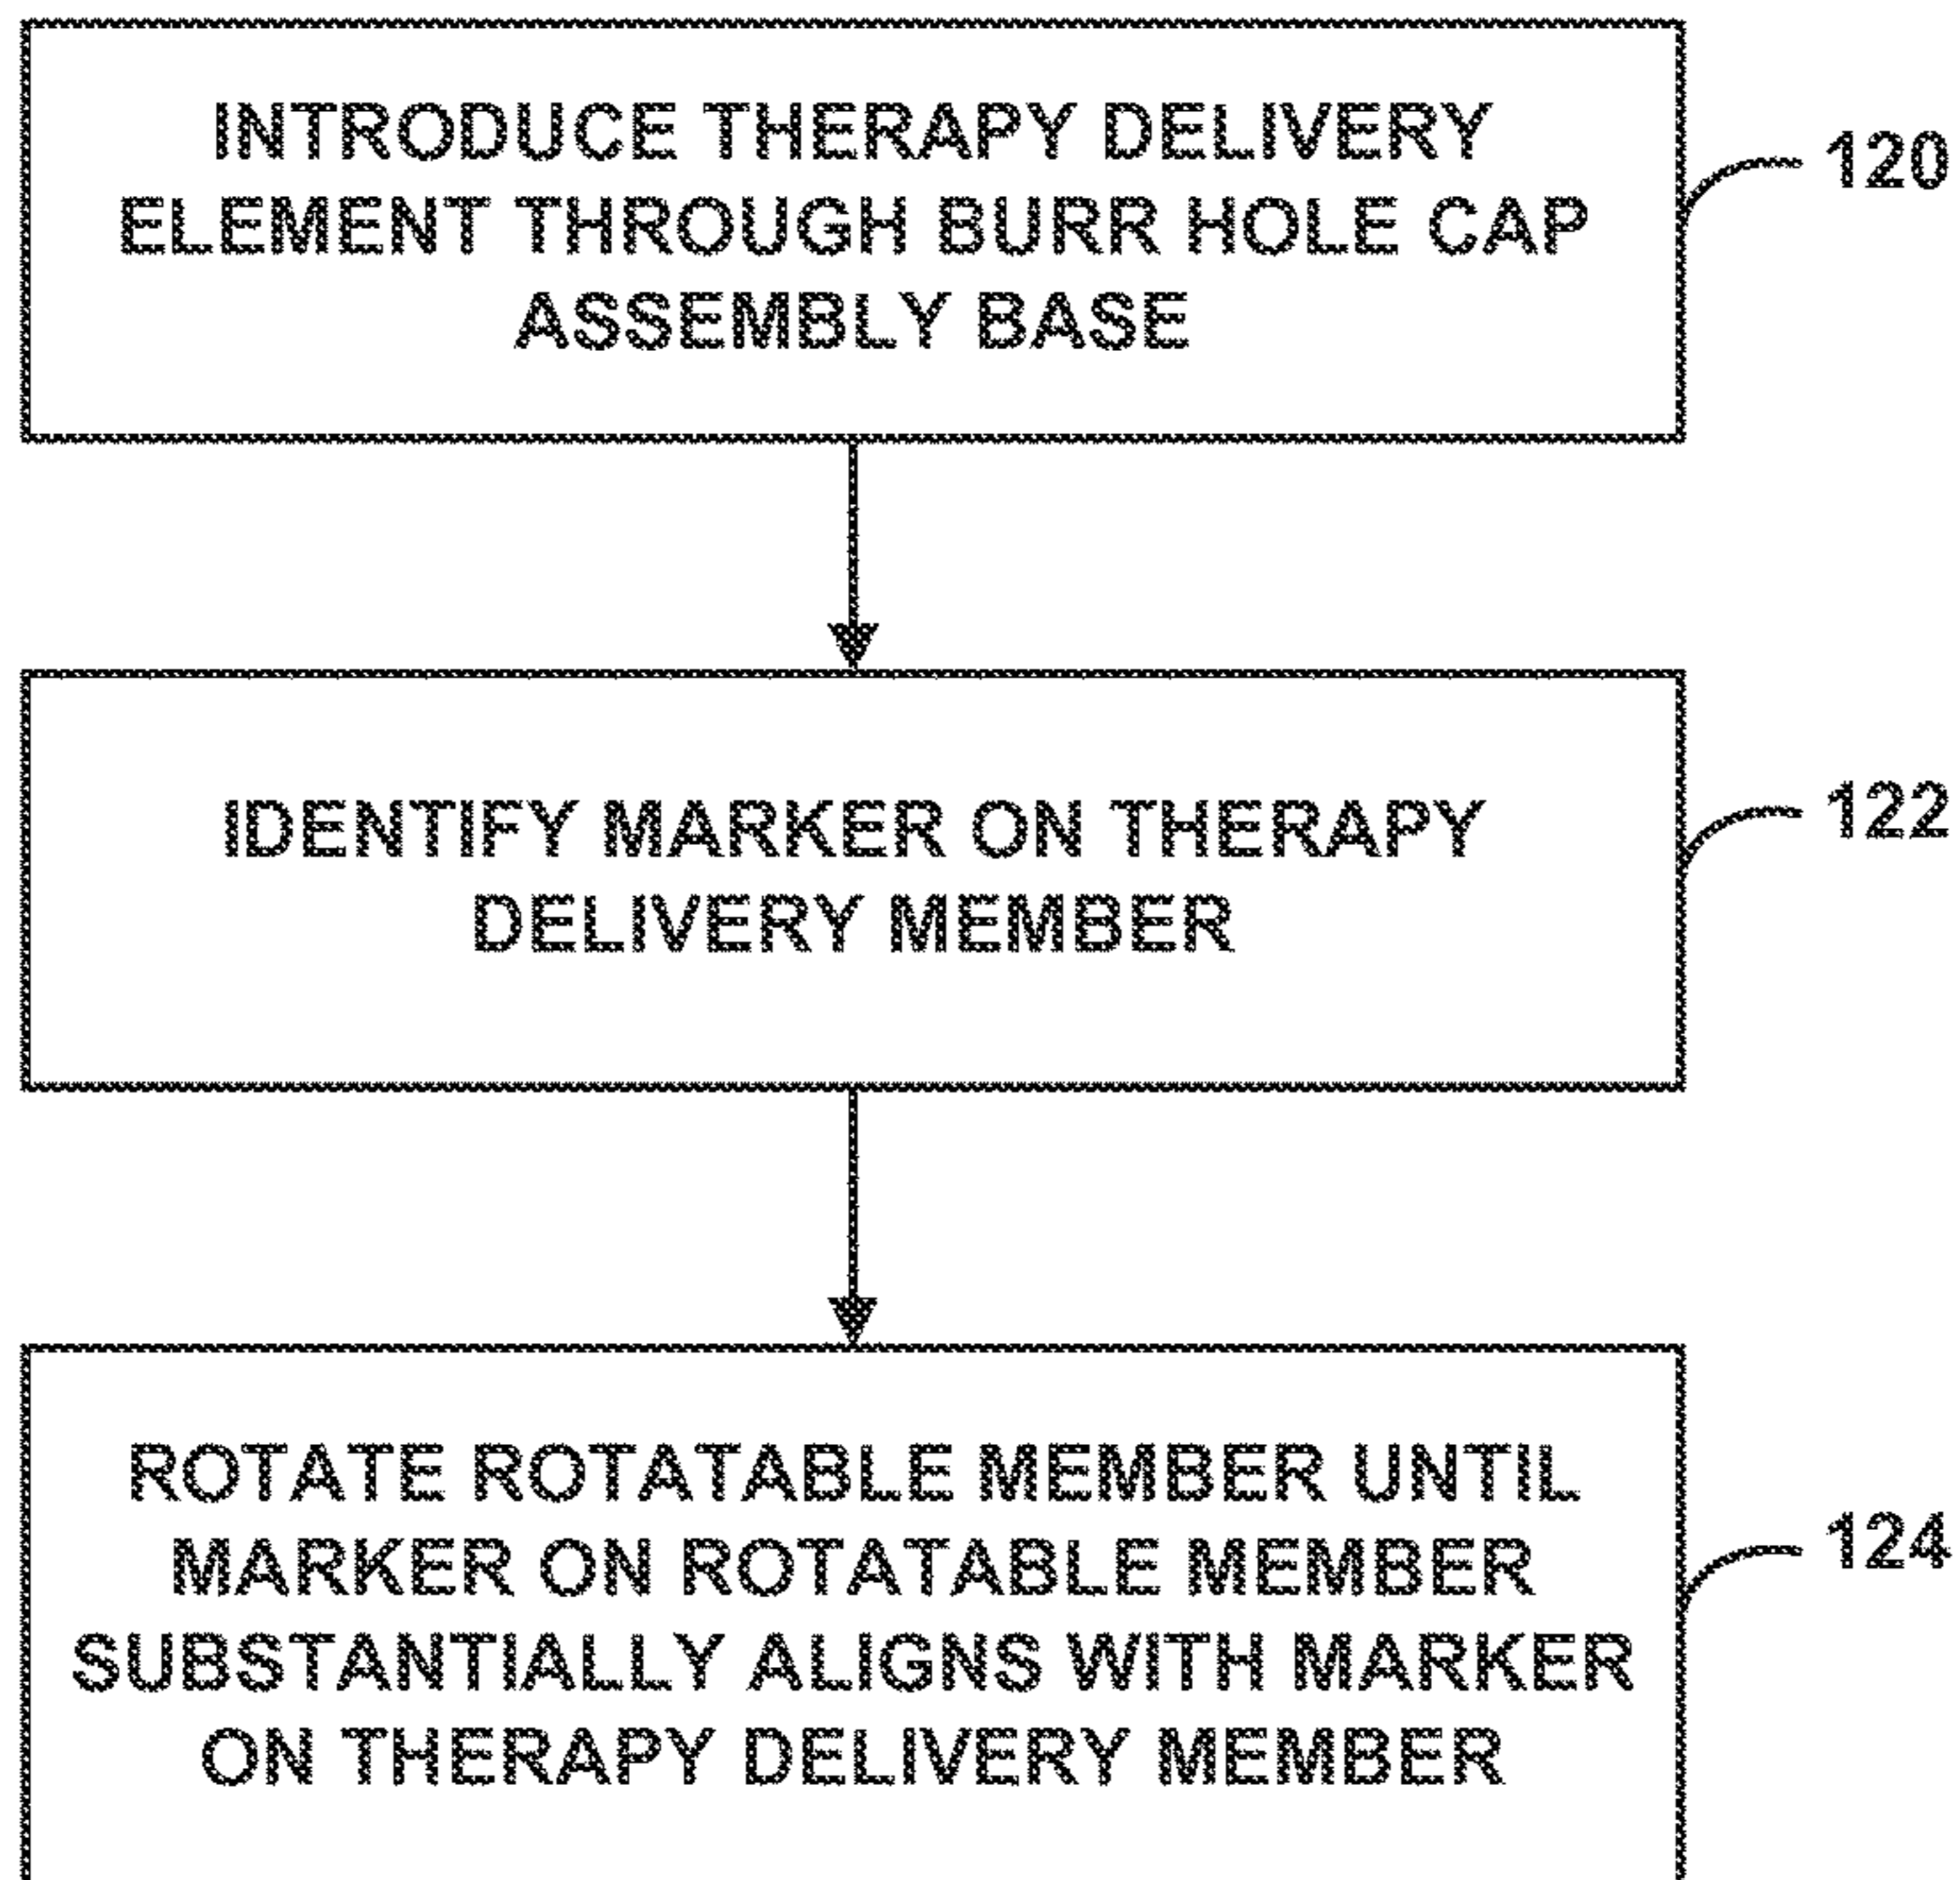 INTRODUCE THERAPY DELIVERY
ELEMENT THROUGH BURR HOLE CAP
ASSEMBLY BASE
120
IDENTIFY MARKER ON THERAPY
DELIVERY MEMBER
122
ROTATE ROTATABLE MEMBER UNTIL
MARKER ON ROTATABLE MEMBER
SUBSTANTIALLY ALIGNS WITH MARKER
ON THERAPY DELIVERY MEMBER
124